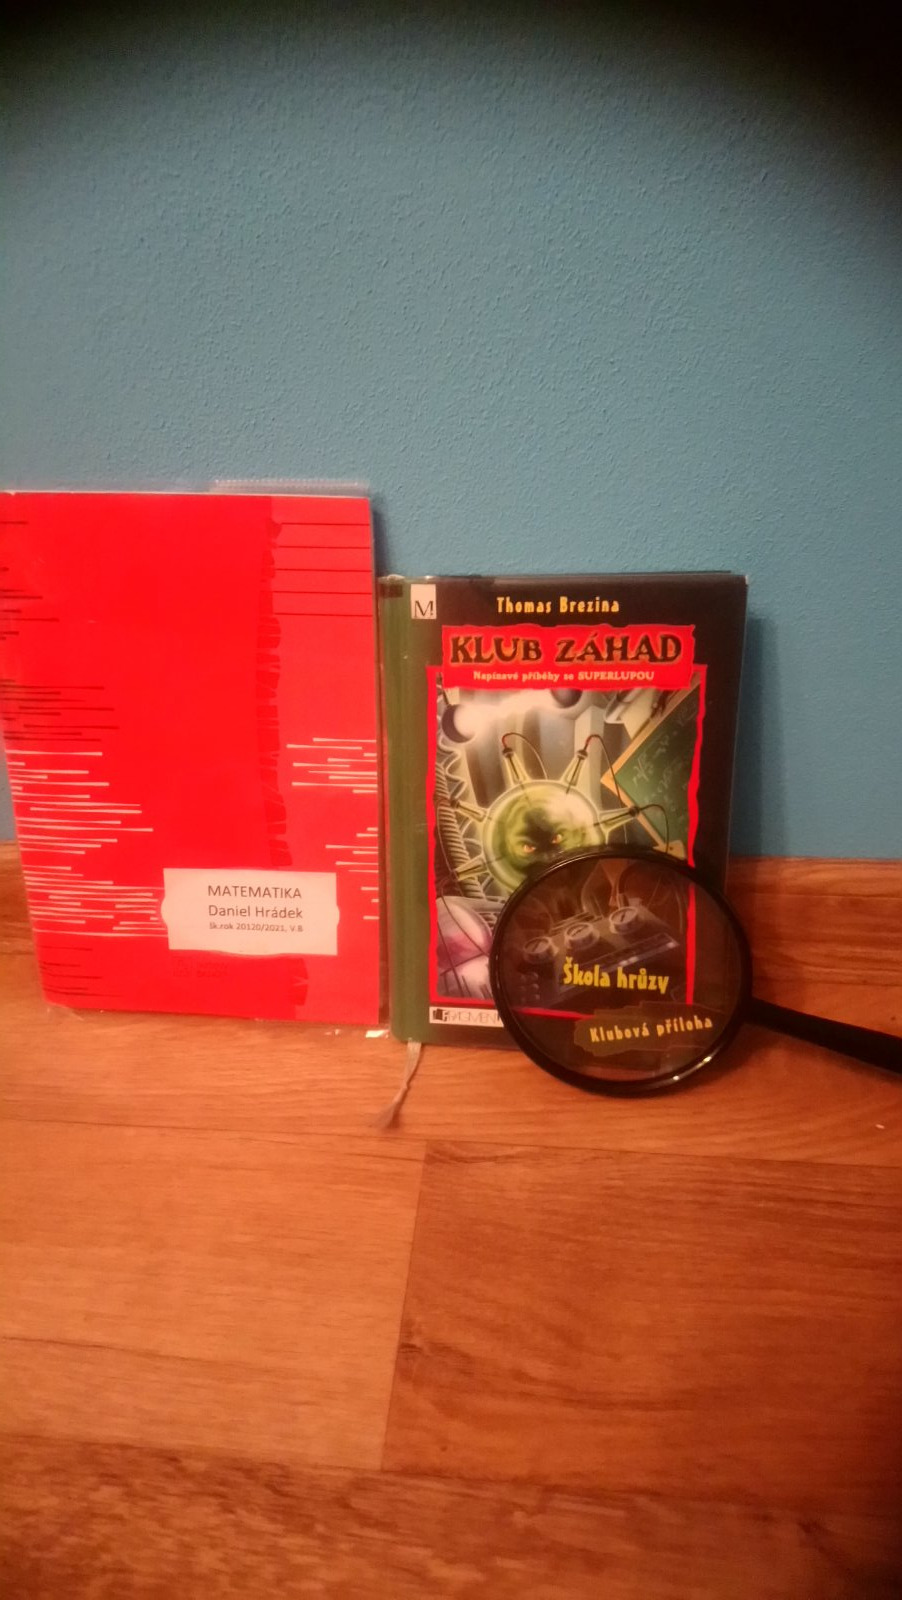 MATEMATIKA
Daniel Hrádek
šk.rok 20120/2021, V.B
M
Thomas Brezina
KLUB ZÁHAD
Napínavé příběhy se SUPERLUPOU
Škola hrůzy
Klubová příloha
FRAGMEN